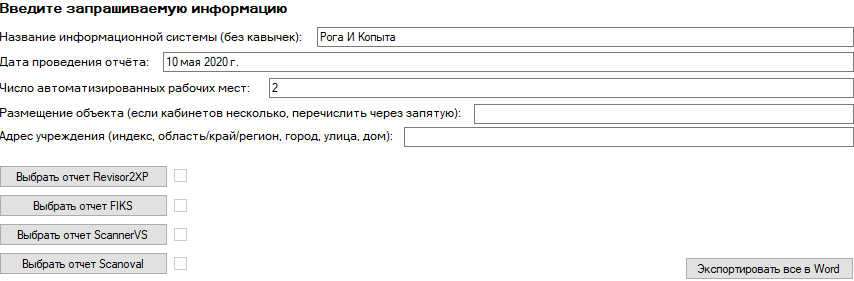 Введите запрашиваемую информацию
Название информационной системы (без кавычек): Рога И Копыта
Дата проведения отчёта: 10 мая 2020 г.
Число автоматизированных рабочих мест: 2
Размещение объекта (если кабинетов несколько, перечислить через запятую):
Адрес учреждения (индекс, область/край/регион, город, улица, дом):
Выбрать отчет Revisor2XP
Выбрать отчет FIKS
Выбрать отчет ScannerVS
Выбрать отчет Scanoval
Экспортировать все в Word